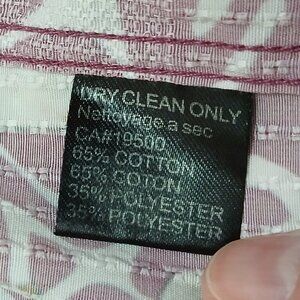 DRY CLEAN ONLY
Nettoyage a sec
CA#19500
65% COTTON
65% COTON
35% POLYESTER
35% POLYESTER